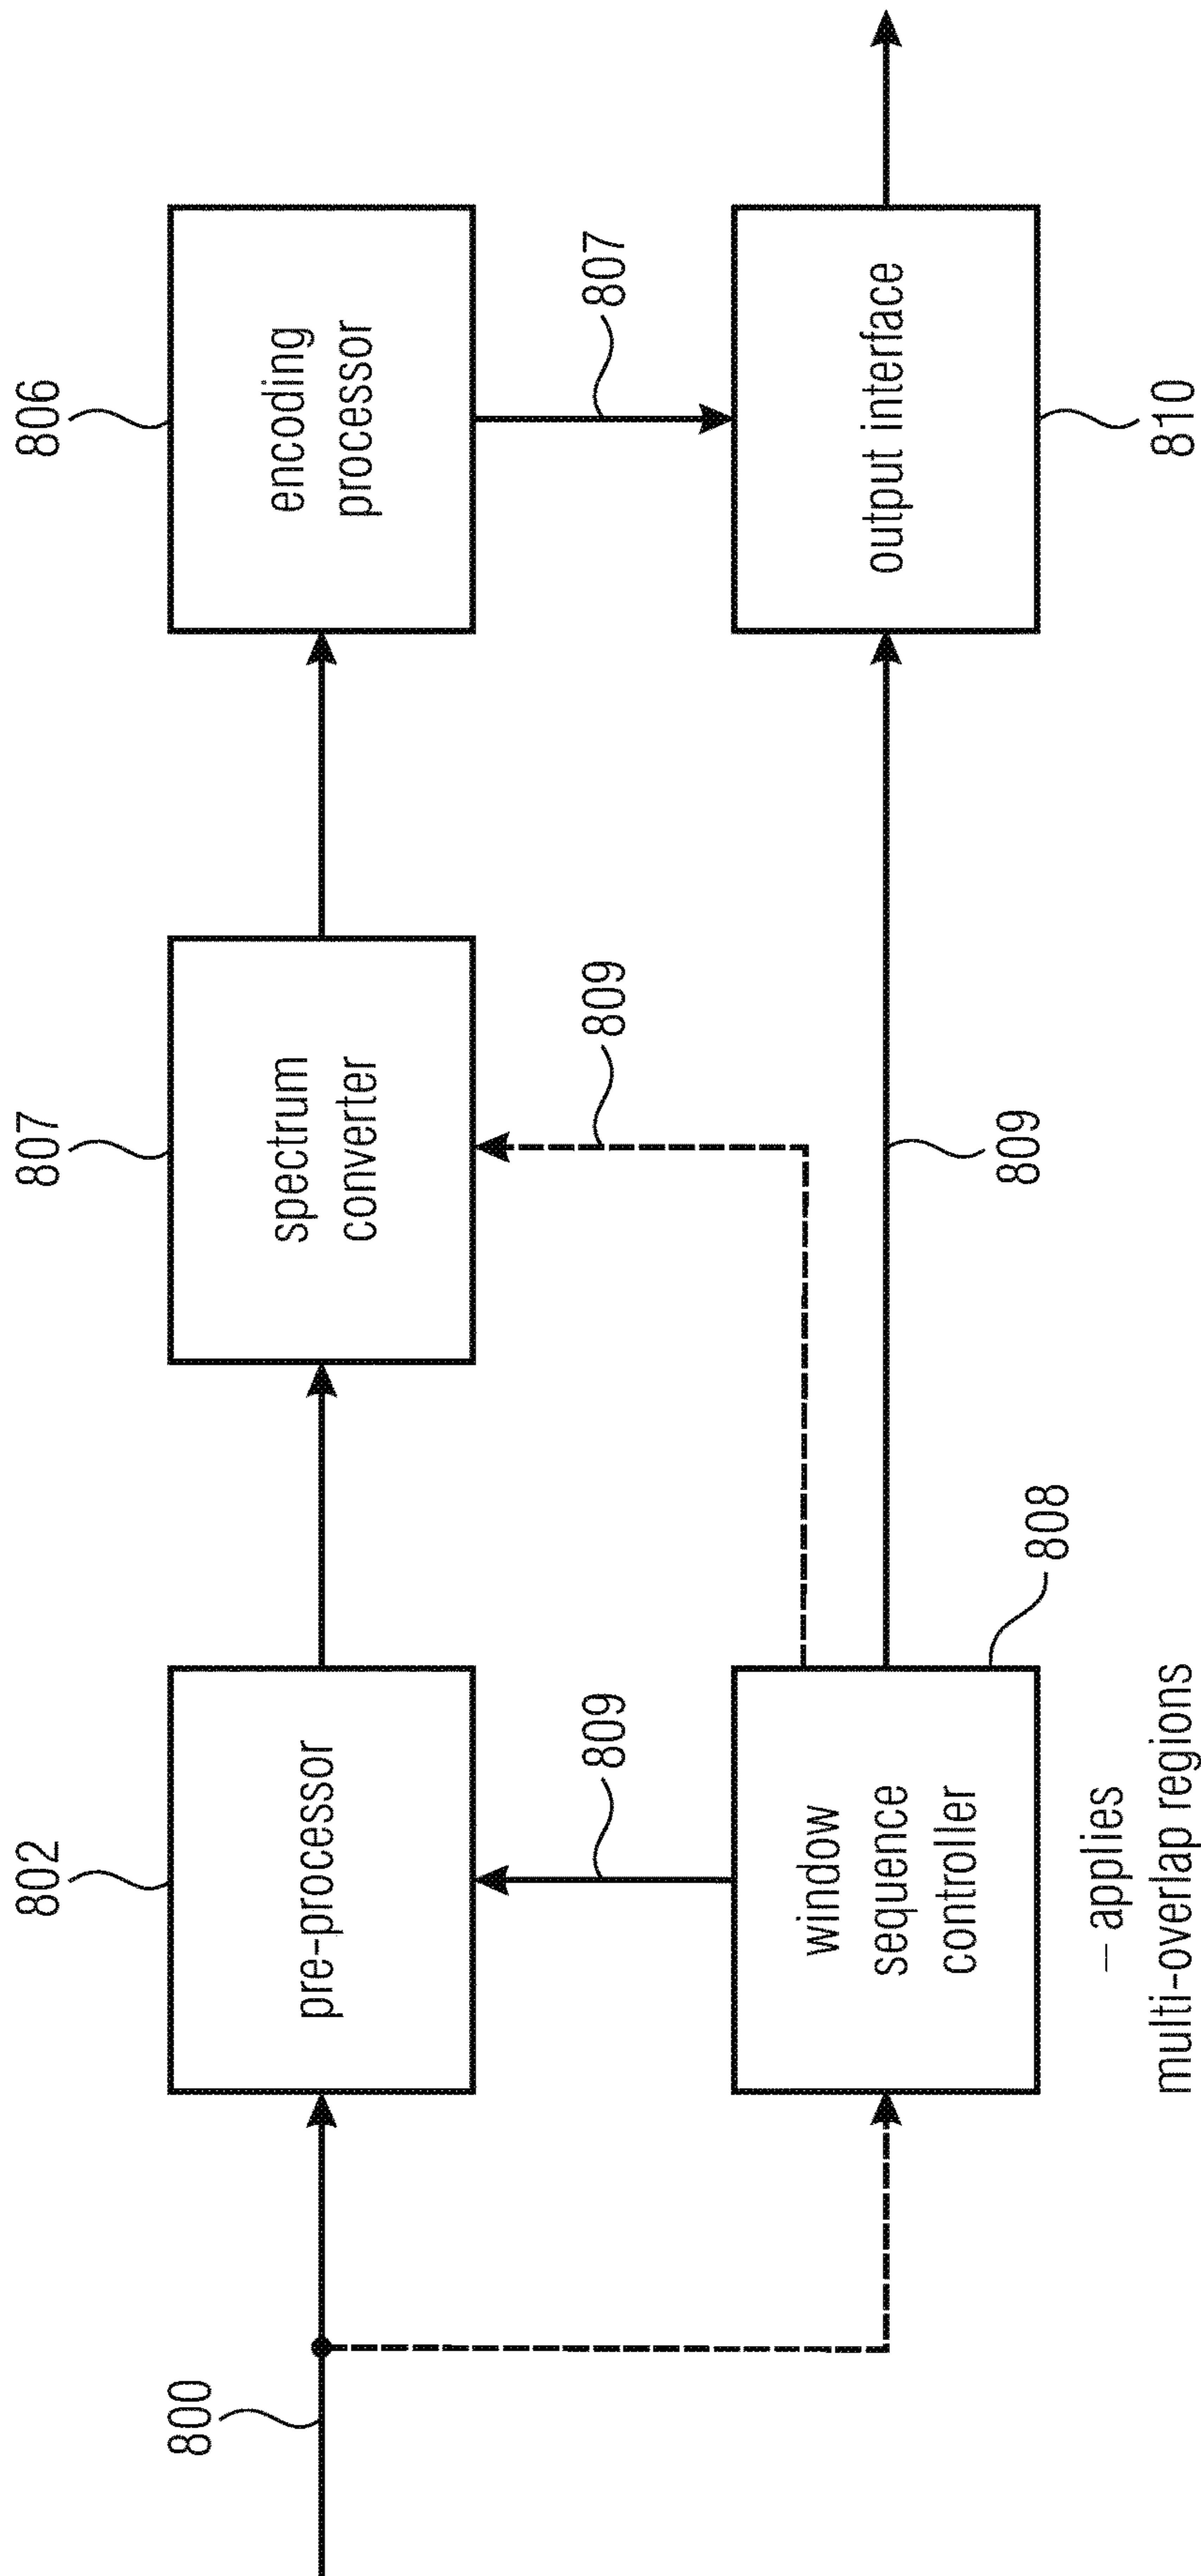 802
807
806
pre-processor
spectrum
converter
encoding
processor
800
809
809
807
window
sequence
controller
output interface
808
809
810
– applies
multi-overlap regions